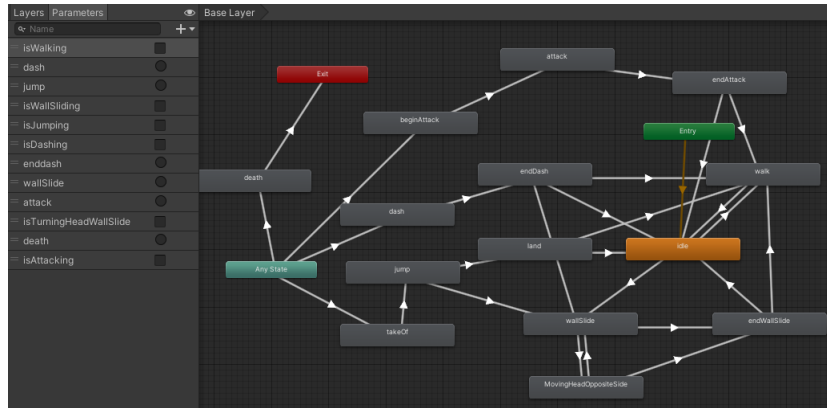 Layers Parameters
Base Layer
Name
isWalking
dash
jump
isWallSliding
isJumping
isDashing
enddash
wallSlide
attack
isTurningHeadWallSlide
death
isAttacking
attack
Exit
endAttack
beginAttack
Entry
death
endDash
walk
dash
land
idle
Any State
jump
takeOf
wallSlide
endWallSlide
MovingHeadOppositeSide